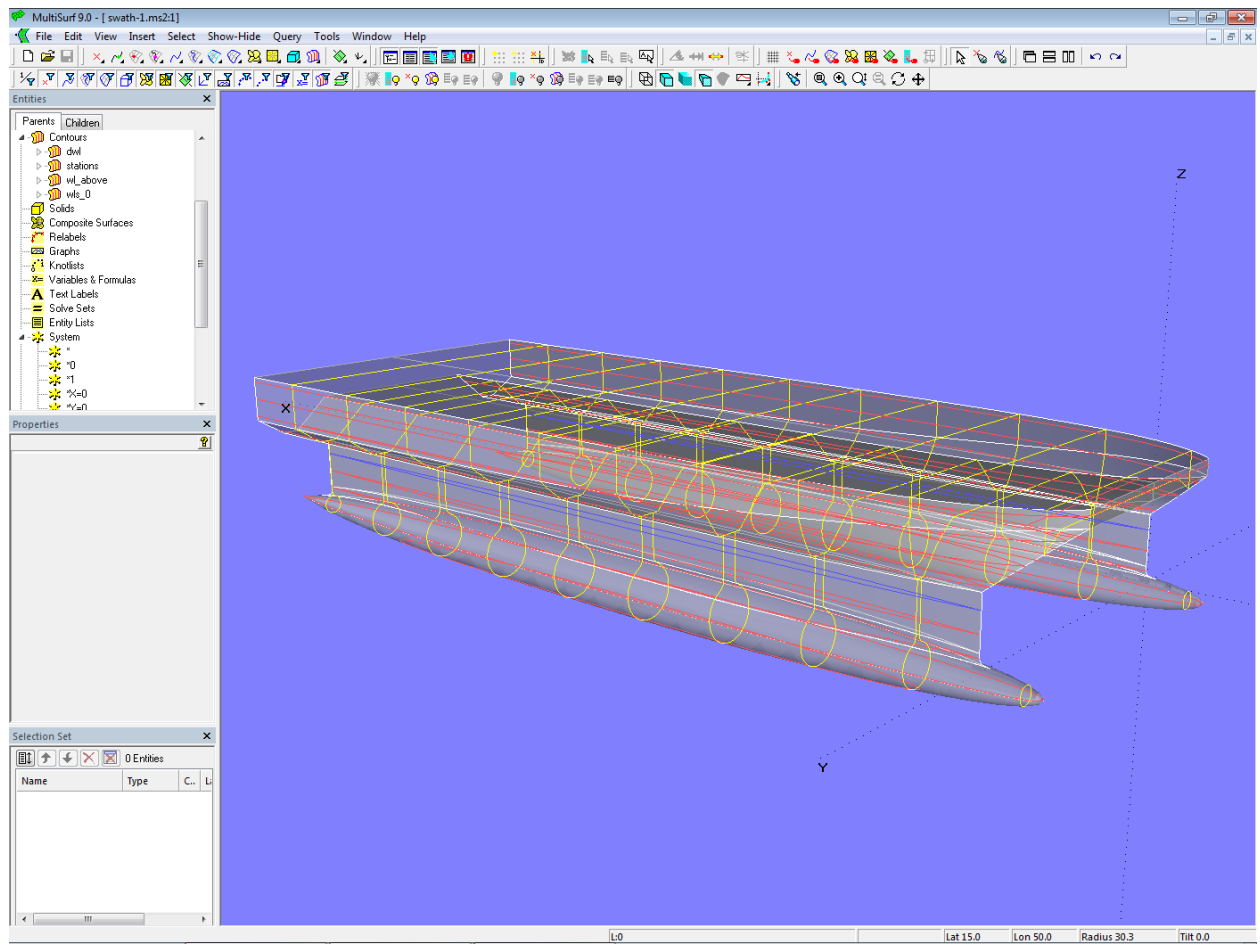 MultiSurf 9.0 - [ swath-1.ms2:1]
File Edit View Insert Select Show-Hide Query Tools Window Help
Entities
Parents Children
Contours
dwl
stations
wl_above
wls_0
Solids
Composite Surfaces
Relabels
Graphs
Knotlists
Variables & Formulas
Text Labels
Solve Sets
Entity Lists
System
*
*0
*1
*X=0
*Y=0
Properties
Selection Set
0 Entities
Name Type C..
X
Y
Z
L:0
Lat 15.0 Lon 50.0 Radius 30.3 Tilt 0.0